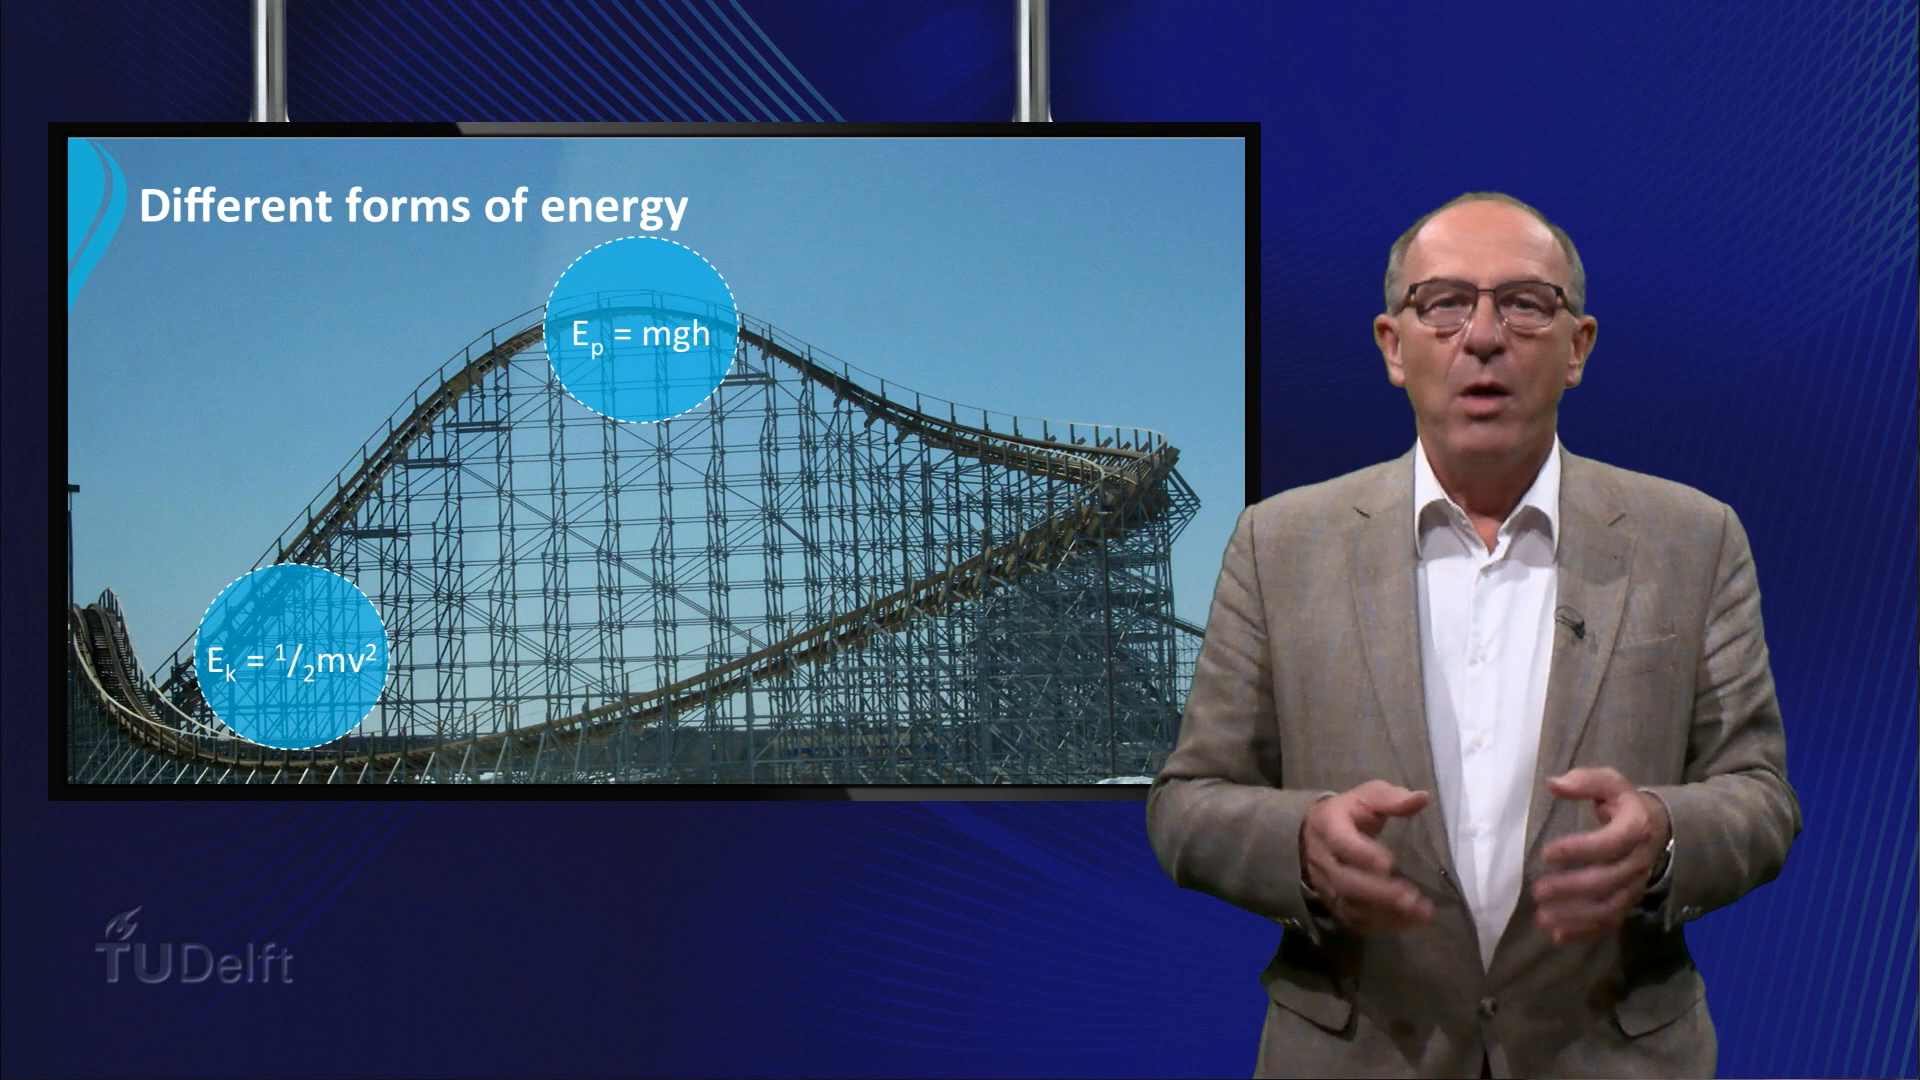 Different forms of energy
Eₚ = mgh
Eₖ = ¹/₂mv²
TUDelft